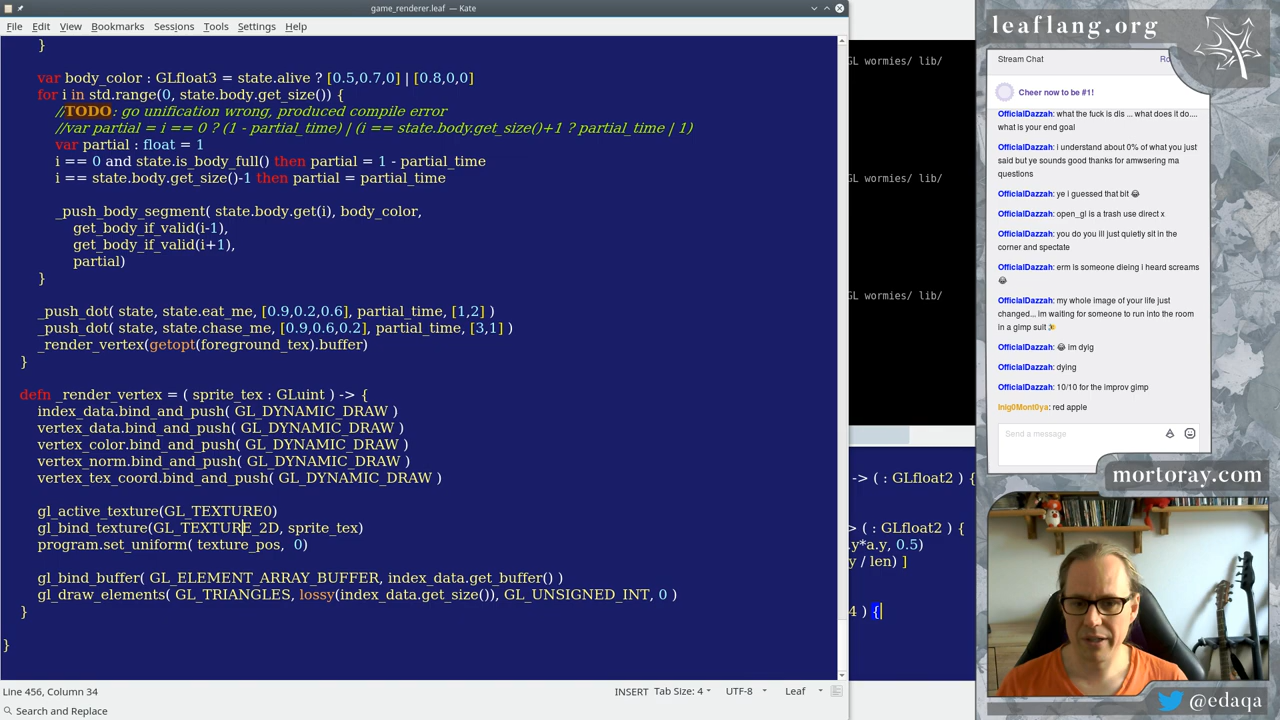 game_renderer.leaf — Kate
File Edit View Bookmarks Sessions Tools Settings Help
}
var body_color : GLfloat3 = state.alive ? [0.5,0.7,0] | [0.8,0,0]
for i in std.range(0, state.body.get_size()) {
//TODO: go unification wrong, produced compile error
//var partial = i == 0 ? (1 - partial_time) | (i == state.body.get_size()+1 ? partial_time | 1)
var partial : float = 1
i == 0 and state.is_body_full() then partial = 1 - partial_time
i == state.body.get_size()-1 then partial = partial_time
_push_body_segment( state.body.get(i), body_color,
get_body_if_valid(i-1),
get_body_if_valid(i+1),
partial)
}
_push_dot( state, state.eat_me, [0.9,0.2,0.6], partial_time, [1,2] )
_push_dot( state, state.chase_me, [0.9,0.6,0.2], partial_time, [3,1] )
_render_vertex(getopt(foreground_tex).buffer)
}
defn _render_vertex = ( sprite_tex : GLuint ) -> {
index_data.bind_and_push( GL_DYNAMIC_DRAW )
vertex_data.bind_and_push( GL_DYNAMIC_DRAW )
vertex_color.bind_and_push( GL_DYNAMIC_DRAW )
vertex_norm.bind_and_push( GL_DYNAMIC_DRAW )
vertex_tex_coord.bind_and_push( GL_DYNAMIC_DRAW )
gl_active_texture(GL_TEXTURE0)
gl_bind_texture(GL_TEXTURE_2D, sprite_tex)
program.set_uniform( texture_pos,  0)
gl_bind_buffer( GL_ELEMENT_ARRAY_BUFFER, index_data.get_buffer() )
gl_draw_elements( GL_TRIANGLES, lossy(index_data.get_size()), GL_UNSIGNED_INT, 0 )
}
}
Line 456, Column 34
INSERT Tab Size: 4 UTF-8 Leaf
Search and Replace
GL wormies/ lib/
GL wormies/ lib/
GL wormies/ lib/
-> ( : GLfloat2 ) {
> ( : GLfloat2 ) {
y*a.y, 0.5)
y / len) ]
4 ) {
leaflang.org
Stream Chat
Cheer now to be #1!
OfficialDazzah: what the fuck is dis ... what does it do....
what is your end goal
OfficialDazzah: i understand about 0% of what you just
said but ye sounds good thanks for amwsering ma
questions
OfficialDazzah: ye i guessed that bit 😂
OfficialDazzah: open_gl is a trash use direct x
OfficialDazzah: you do you ill just quietly sit in the
corner and spectate
OfficialDazzah: erm is someone dieing i heard screams
😂
OfficialDazzah: my whole image of your life just
changed... im waiting for someone to run into the room
in a gimp suit
OfficialDazzah: 😂 im dyig
OfficialDazzah: dying
OfficialDazzah: 10/10 for the improv gimp
Inig0Mont0ya: red apple
Send a message
mortoray.com
@edaqa